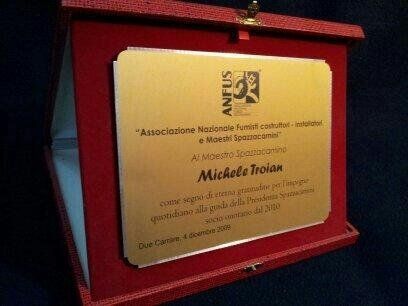 ANFUS
"Associazione Nazionale Fumisti costruttori - installatori,
e Maestri Spazzacamini"
Al Maestro Spazzacamino
Michele Troian
come segno di eterna gratitudine per l'impegno
quotidiano alla guida della Presidenza Spazzacamini
socio onorario dal 2010
Due Carrare, 4 dicembre 2009